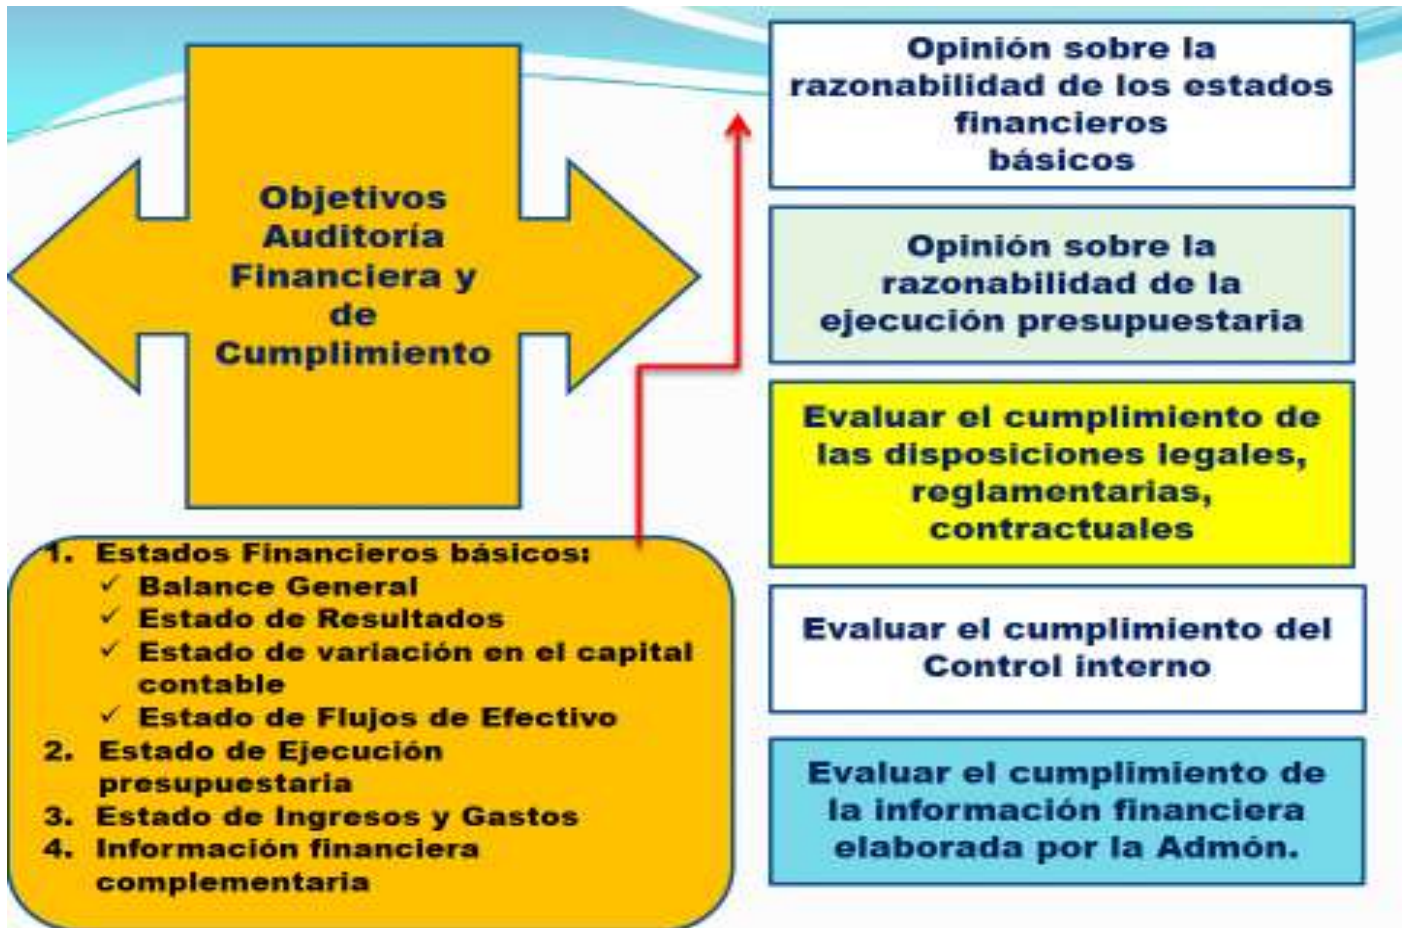 Objetivos
Auditoría
Financiera y
de
Cumplimiento
1. Estados Financieros básicos:
✓ Balance General
✓ Estado de Resultados
✓ Estado de variación en el capital
contable
✓ Estado de Flujos de Efectivo
2. Estado de Ejecución
presupuestaria
3. Estado de Ingresos y Gastos
4. Información financiera
complementaria
Opinión sobre la
razonabilidad de los estados
financieros
básicos
Opinión sobre la
razonabilidad de la
ejecución presupuestaria
Evaluar el cumplimiento de
las disposiciones legales,
reglamentarias,
contractuales
Evaluar el cumplimiento del
Control interno
Evaluar el cumplimiento de
la información financiera
elaborada por la Admón.